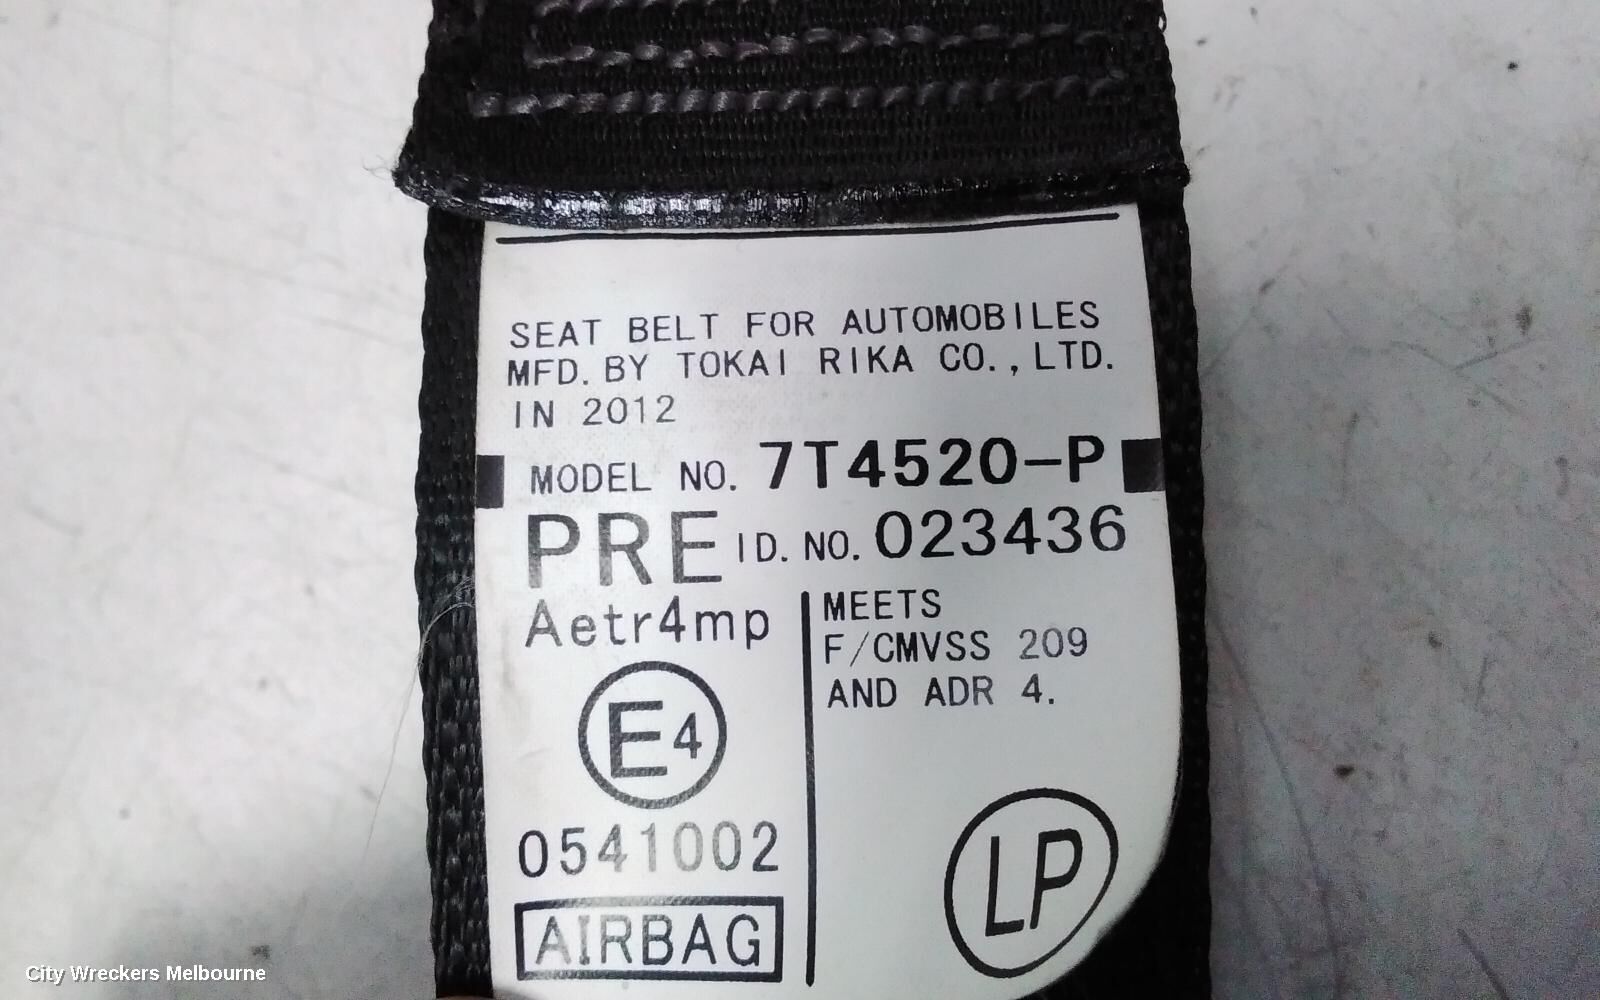 SEAT BELT FOR AUTOMOBILES
MFD. BY TOKAI RIKA CO., LTD.
IN 2012
MODEL NO. 7T4520-P
PRE ID. NO. 023436
Aetr4mp
E4
0541002
AIRBAG
MEETS
F/CMVSS 209
AND ADR 4.
LP
City Wreckers Melbourne